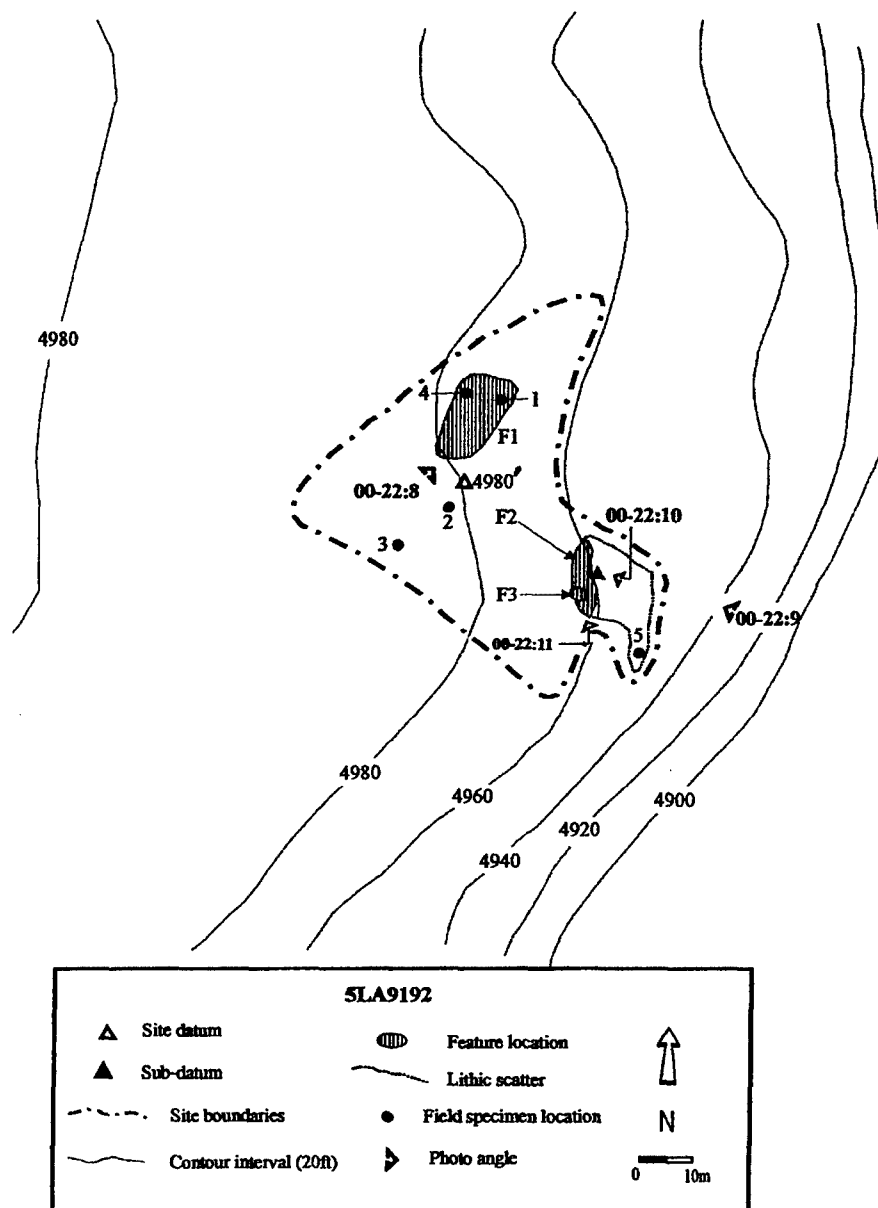 4980
4
1
F1
4980'
00-22:8
2
F2
00-22:10
3
F3
00-22:9
00-22:11
5
4980
4960
4900
4920
4940
5LA9192
Site datum
Feature location
Sub-datum
Lithic scatter
Site boundaries
Field specimen location
N
Contour interval (20ft)
Photo angle
0 10m